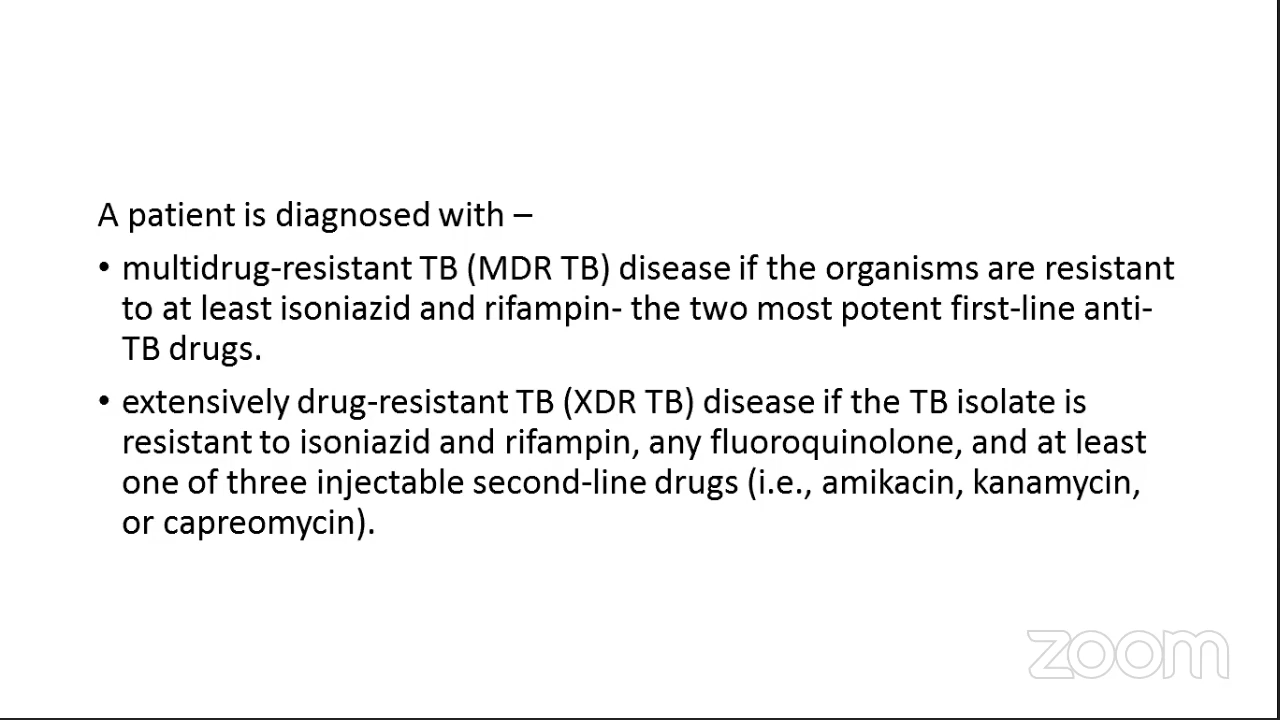 A patient is diagnosed with –
• multidrug-resistant TB (MDR TB) disease if the organisms are resistant
to at least isoniazid and rifampin- the two most potent first-line anti-
TB drugs.
• extensively drug-resistant TB (XDR TB) disease if the TB isolate is
resistant to isoniazid and rifampin, any fluoroquinolone, and at least
one of three injectable second-line drugs (i.e., amikacin, kanamycin,
or capreomycin).
zoom